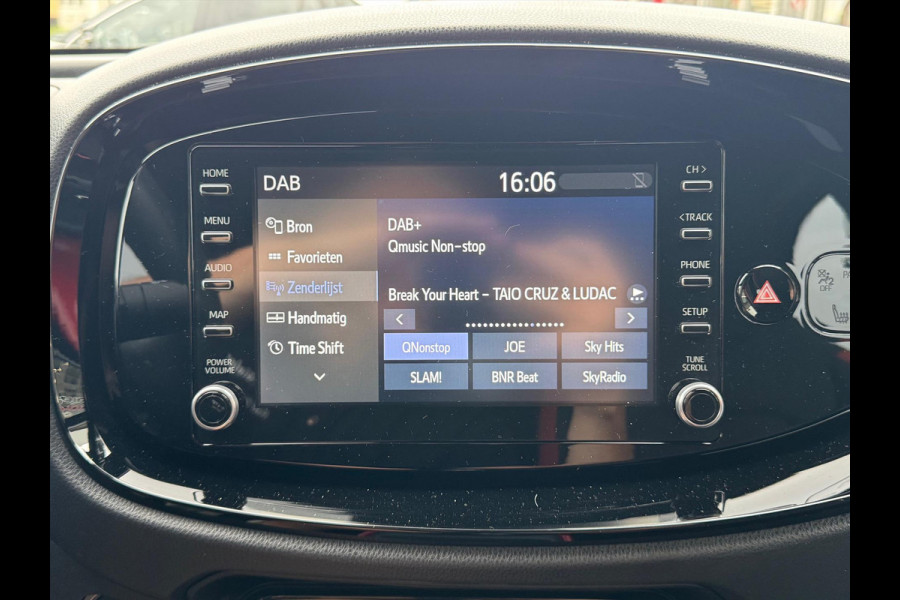 HOME
MENU
AUDIO
MAP
POWER
VOLUME
DAB
16:06
Bron
Favorieten
Zenderlijst
Handmatig
Time Shift
DAB+
Qmusic Non-stop
Break Your Heart - TAIO CRUZ & LUDAC
< >
QNonstop JOE Sky Hits
SLAM! BNR Beat SkyRadio
CH >
< TRACK
PHONE
SETUP
TUNE
SCROLL
OFF
PA